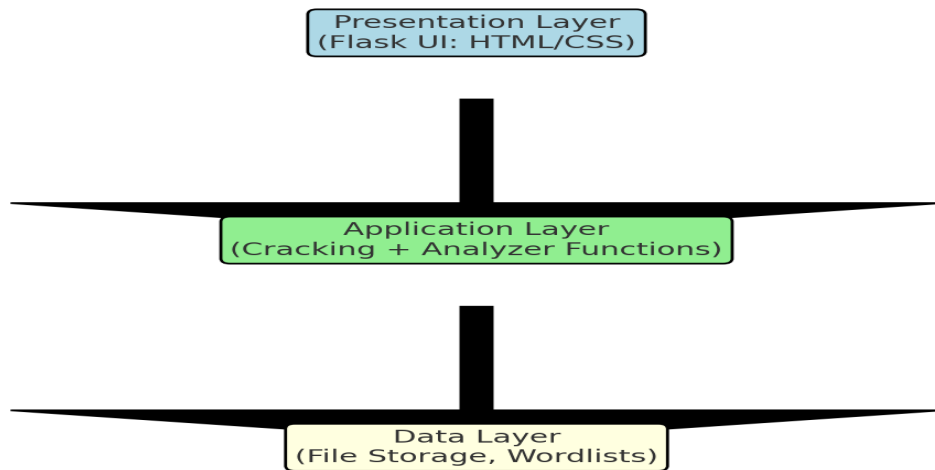 Presentation Layer
(Flask UI: HTML/CSS)
Application Layer
(Cracking + Analyzer Functions)
Data Layer
(File Storage, Wordlists)